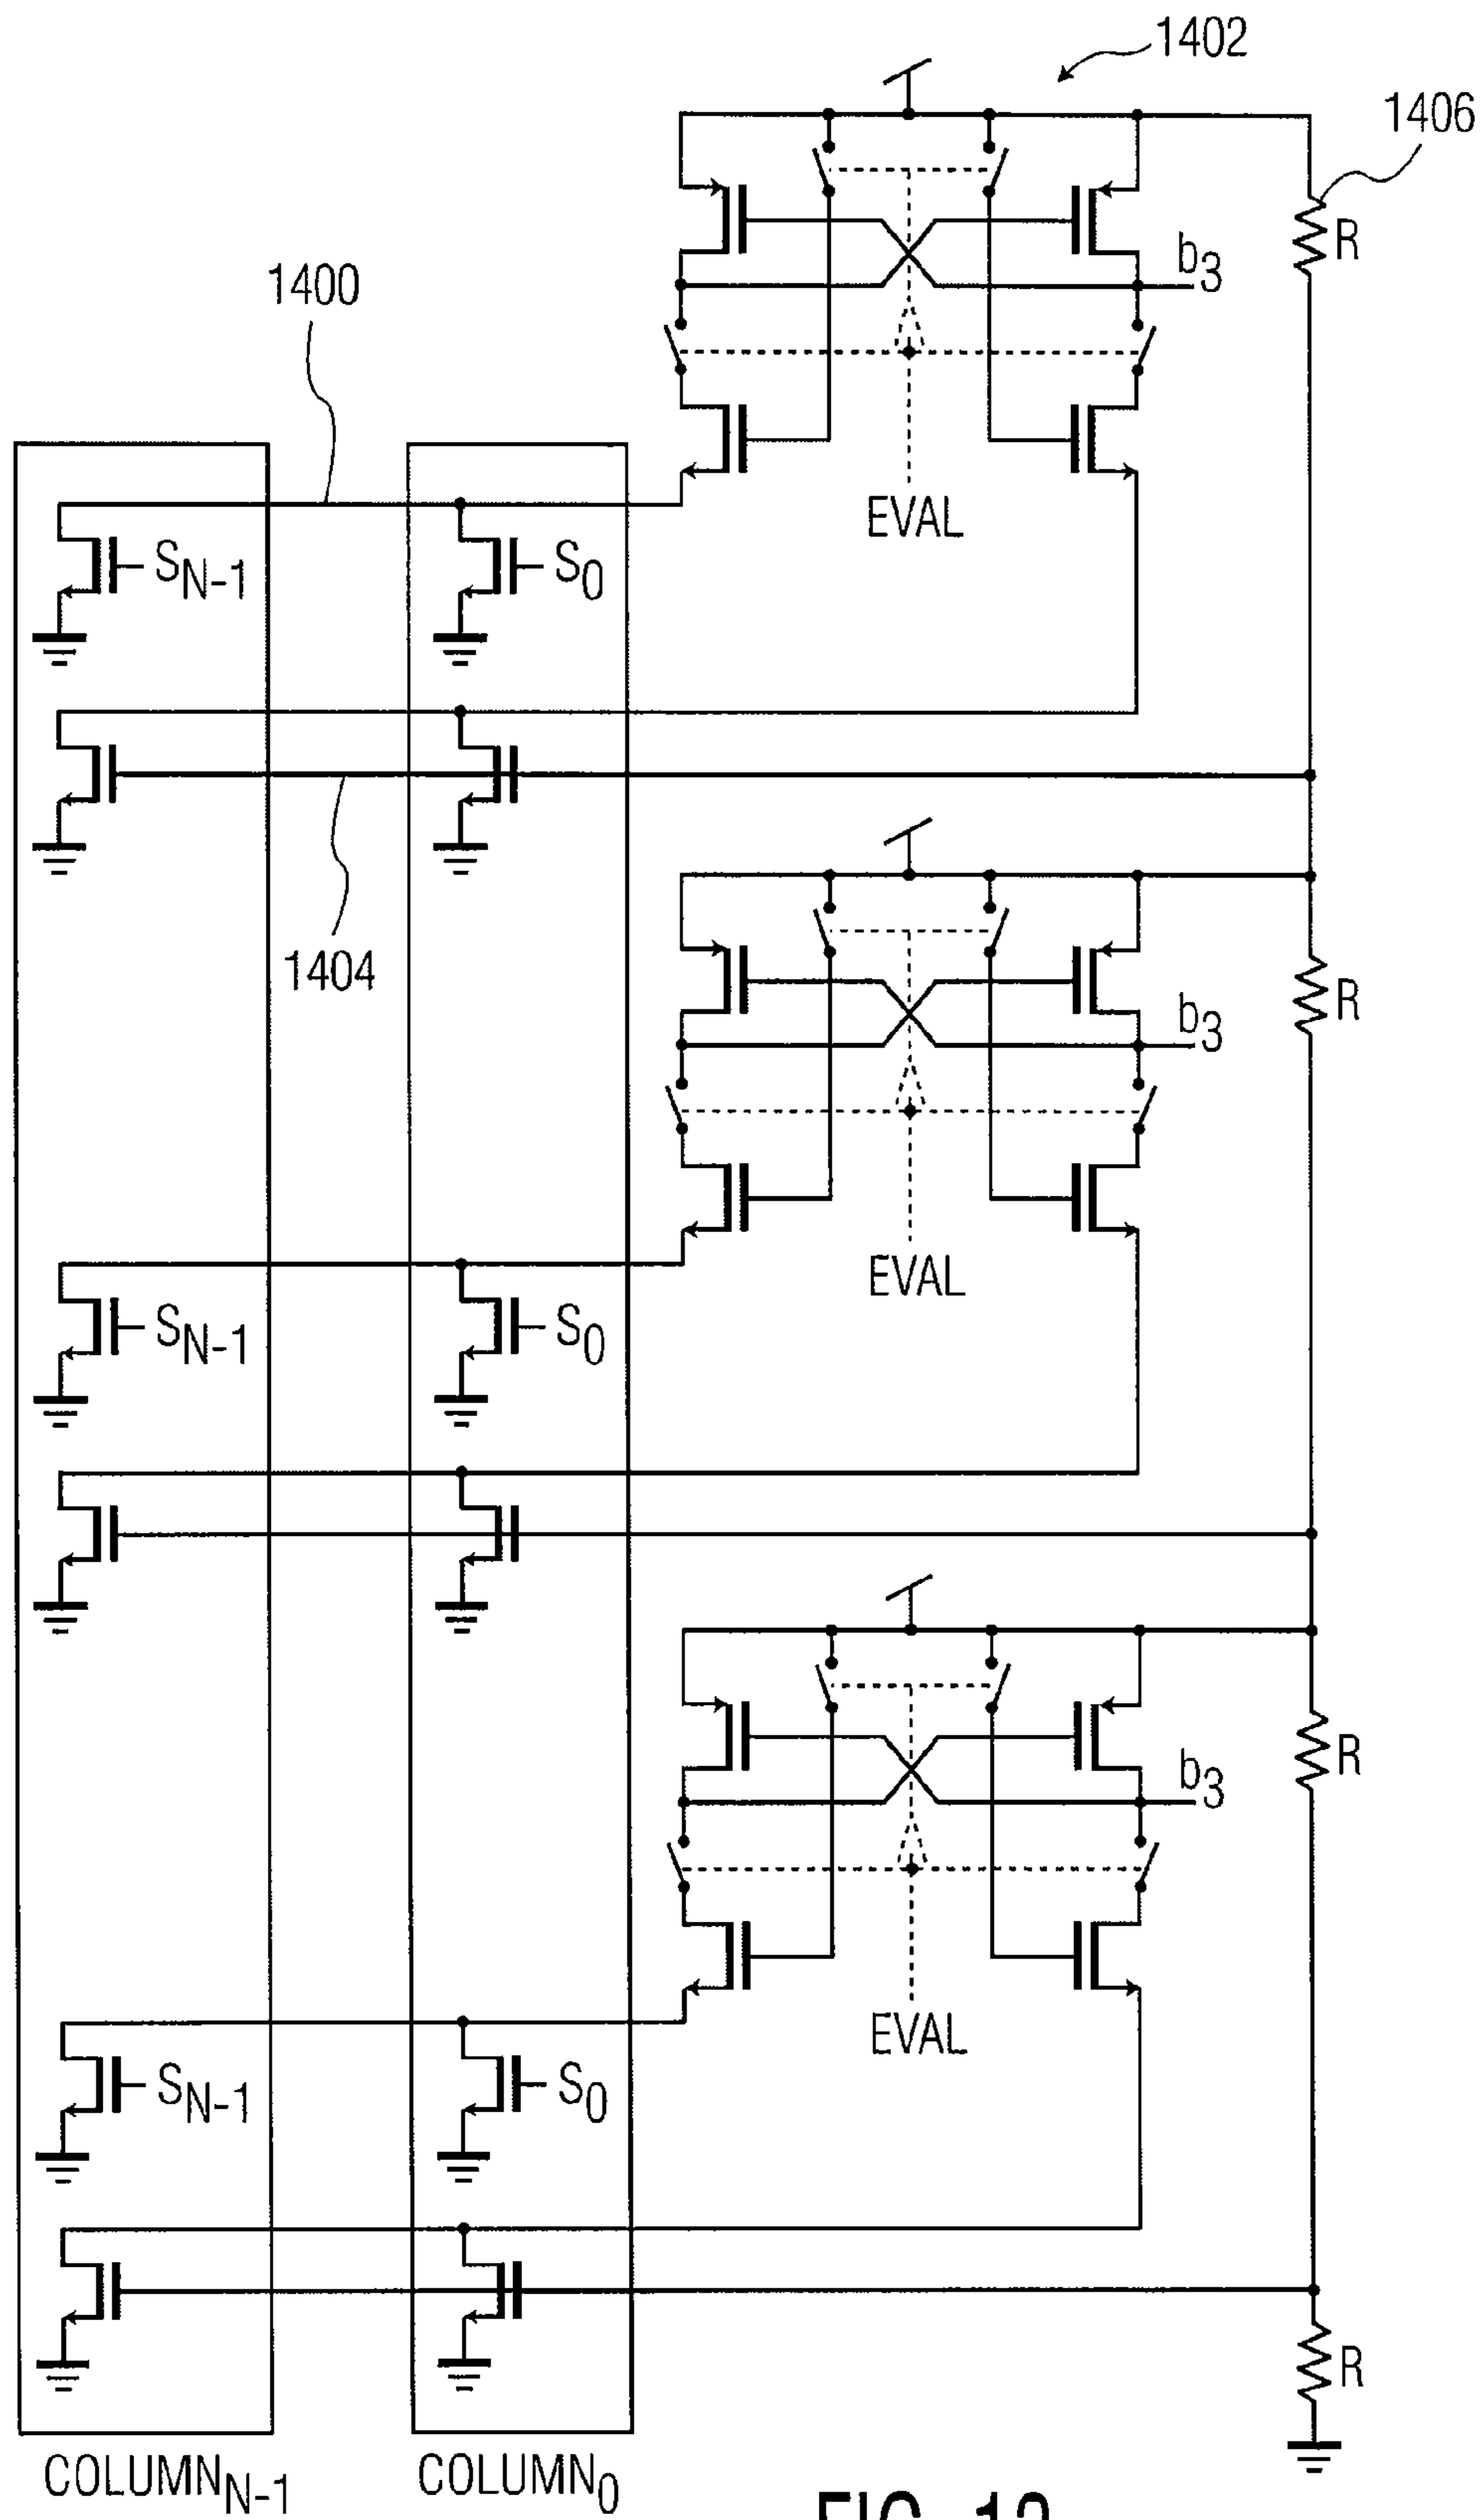 1402
1406
R
b3
1400
EVAL
SN-1
S0
1404
R
b3
EVAL
SN-1
S0
R
b3
EVAL
SN-1
S0
R
COLUMNN-1
COLUMN0